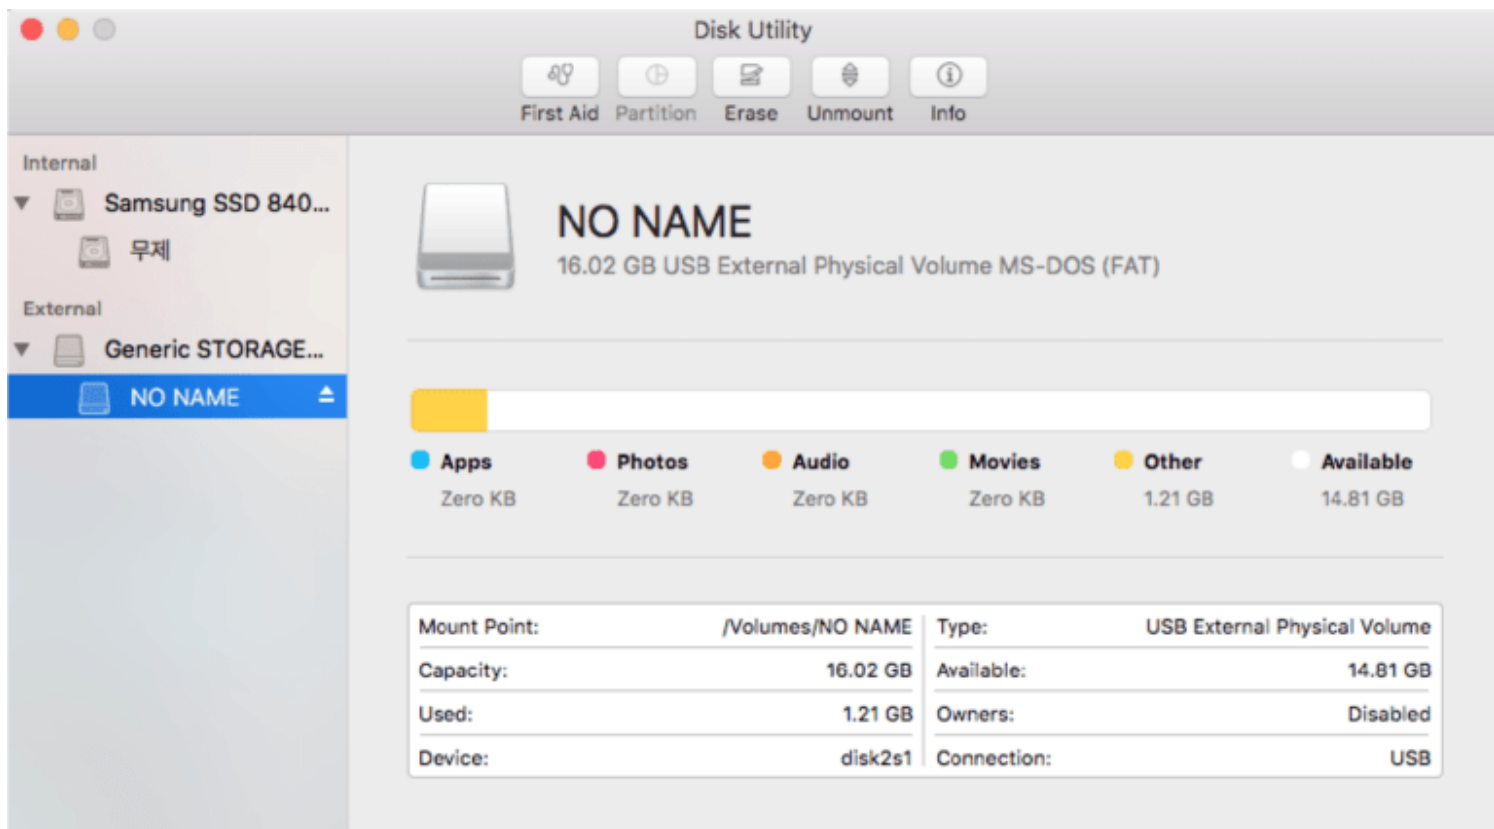 Disk Utility
First Aid Partition Erase Unmount Info
Internal
Samsung SSD 840...
무제
External
Generic STORAGE...
NO NAME
NO NAME
16.02 GB USB External Physical Volume MS-DOS (FAT)
Apps Photos Audio Movies Other Available
Zero KB Zero KB Zero KB Zero KB 1.21 GB 14.81 GB
Mount Point: /Volumes/NO NAME Type: USB External Physical Volume
Capacity: 16.02 GB Available: 14.81 GB
Used: 1.21 GB Owners: Disabled
Device: disk2s1 Connection: USB